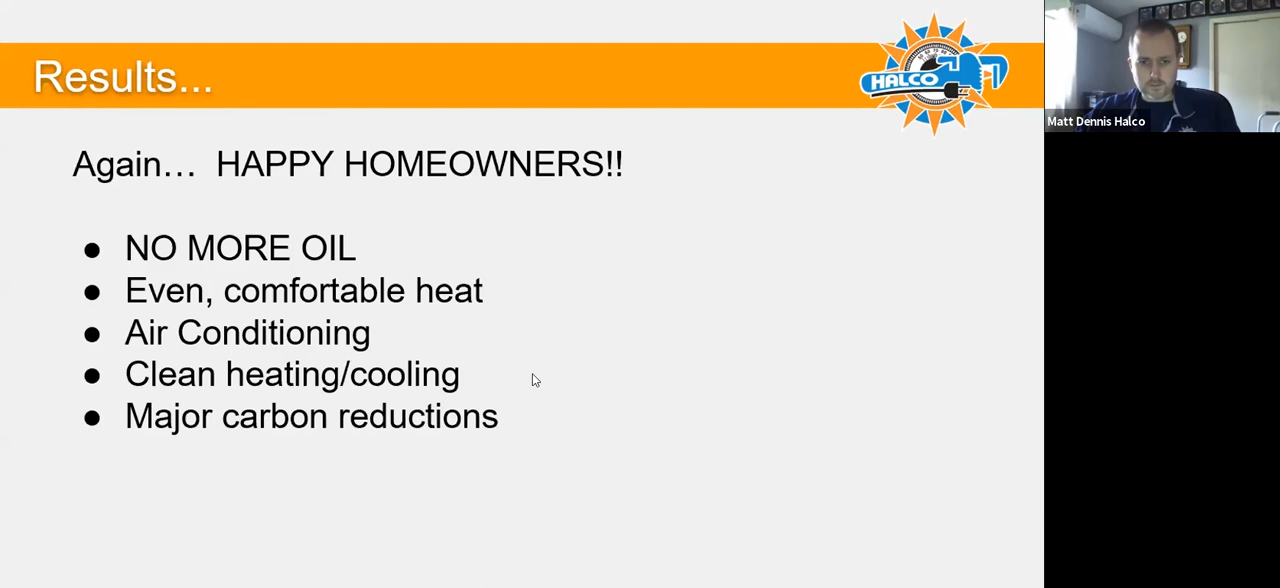 Results...
HALCO
Matt Dennis Halco
Again… HAPPY HOMEOWNERS!!
● NO MORE OIL
● Even, comfortable heat
● Air Conditioning
● Clean heating/cooling
● Major carbon reductions